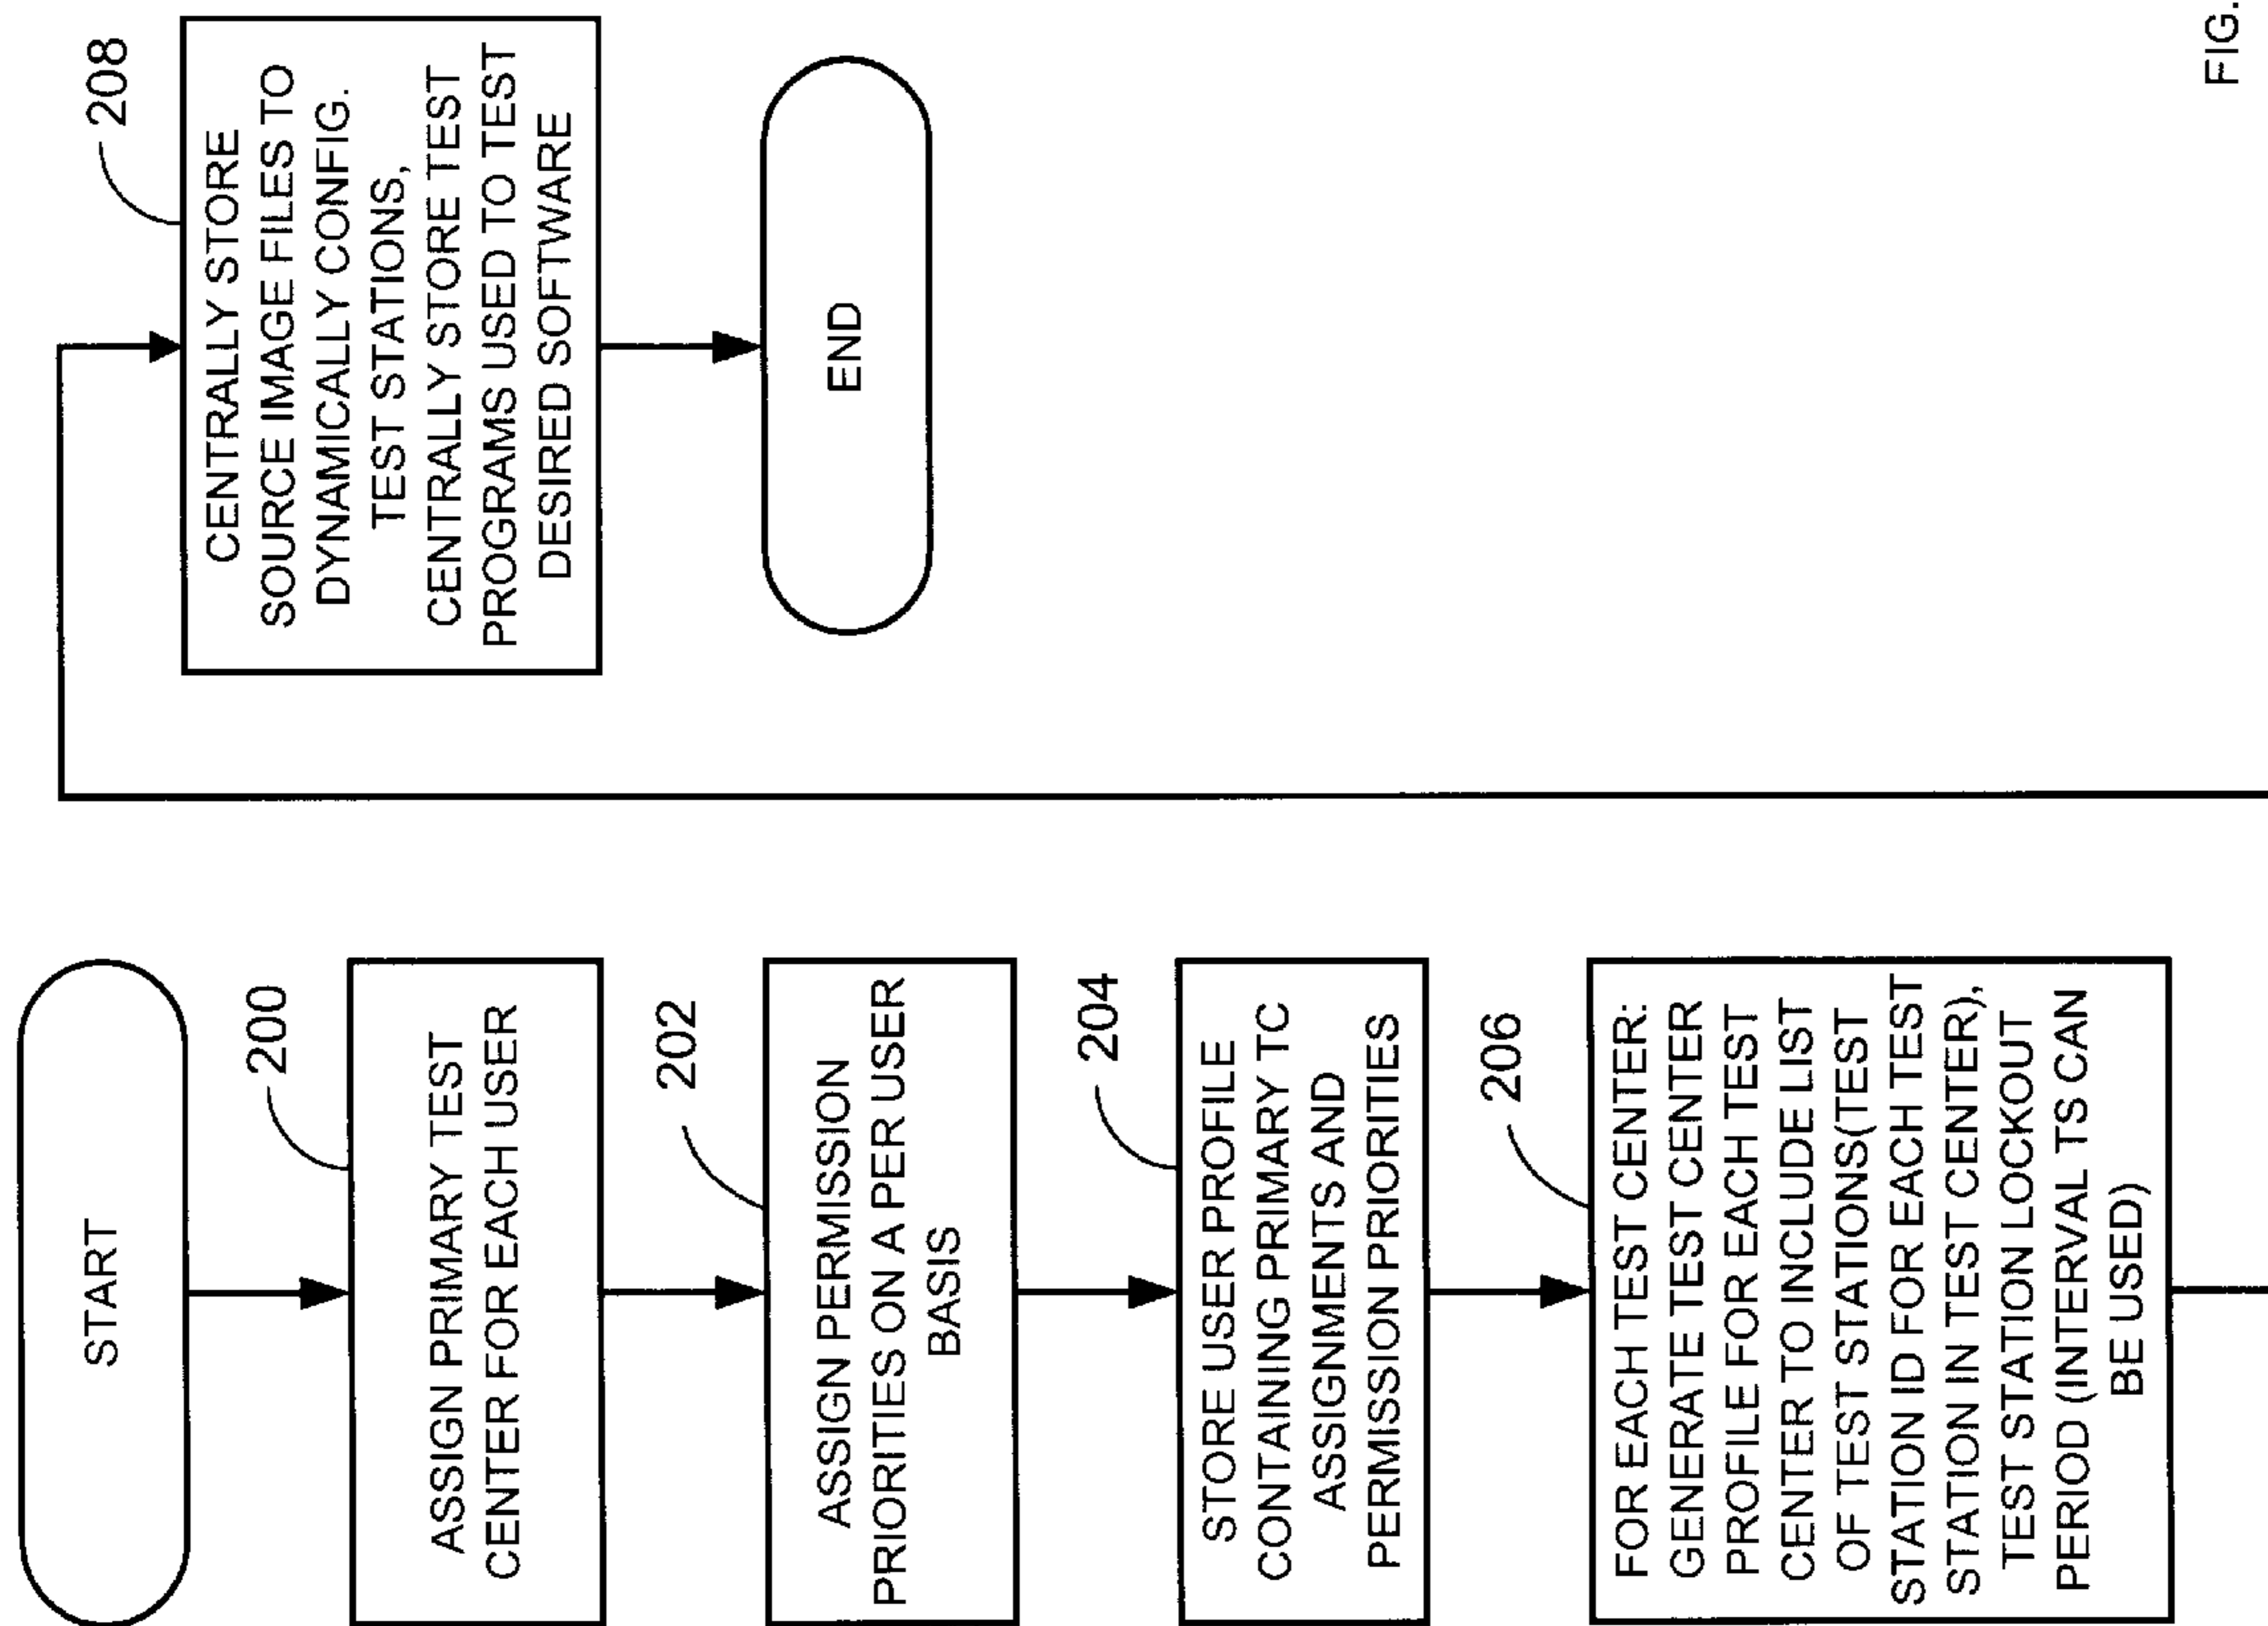 START
200
ASSIGN PRIMARY TEST
CENTER FOR EACH USER
202
ASSIGN PERMISSION
PRIORITIES ON A PER USER
BASIS
204
STORE USER PROFILE
CONTAINING PRIMARY TC
ASSIGNMENTS AND
PERMISSION PRIORITIES
206
FOR EACH TEST CENTER:
GENERATE TEST CENTER
PROFILE FOR EACH TEST
CENTER TO INCLUDE LIST
OF TEST STATIONS(TEST
STATION ID FOR EACH TEST
STATION IN TEST CENTER),
TEST STATION LOCKOUT
PERIOD (INTERVAL TS CAN
BE USED)
208
CENTRALLY STORE
SOURCE IMAGE FILES TO
DYNAMICALLY CONFIG.
TEST STATIONS,
CENTRALLY STORE TEST
PROGRAMS USED TO TEST
DESIRED SOFTWARE
END
FIG.